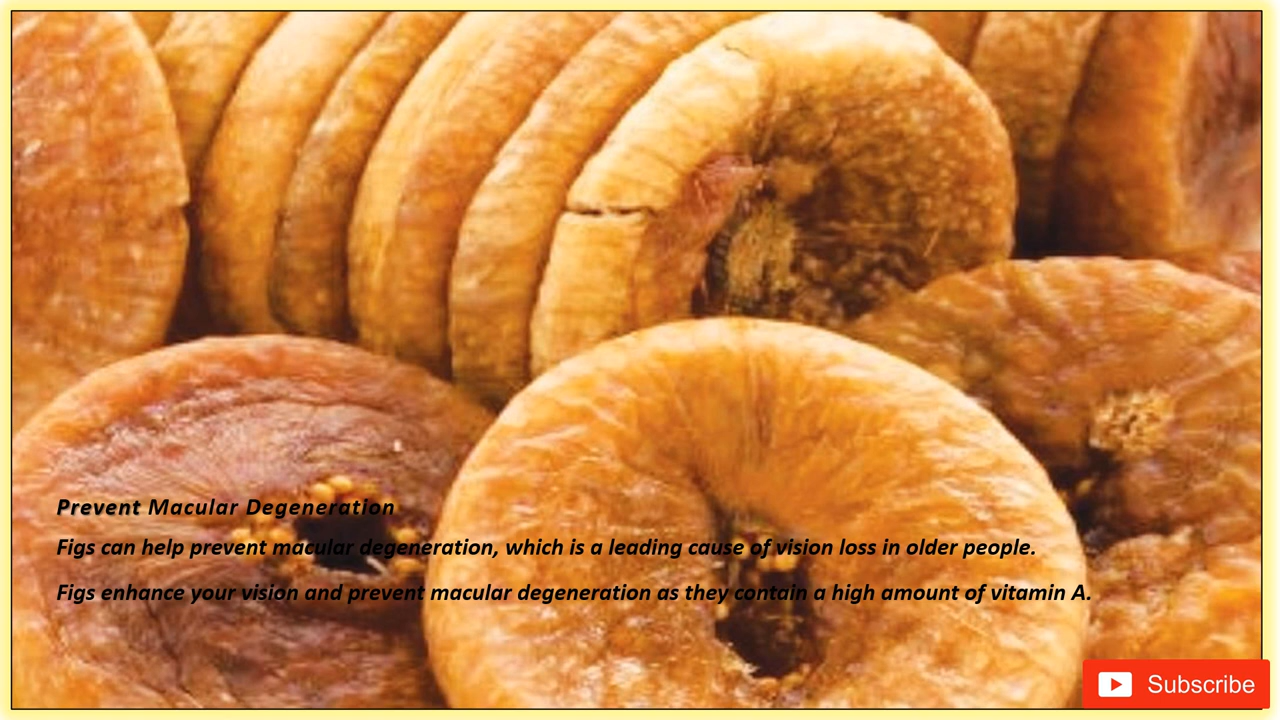 Prevent Macular Degeneration
Figs can help prevent macular degeneration, which is a leading cause of vision loss in older people.
Figs enhance your vision and prevent macular degeneration as they contain a high amount of vitamin A.
Subscribe